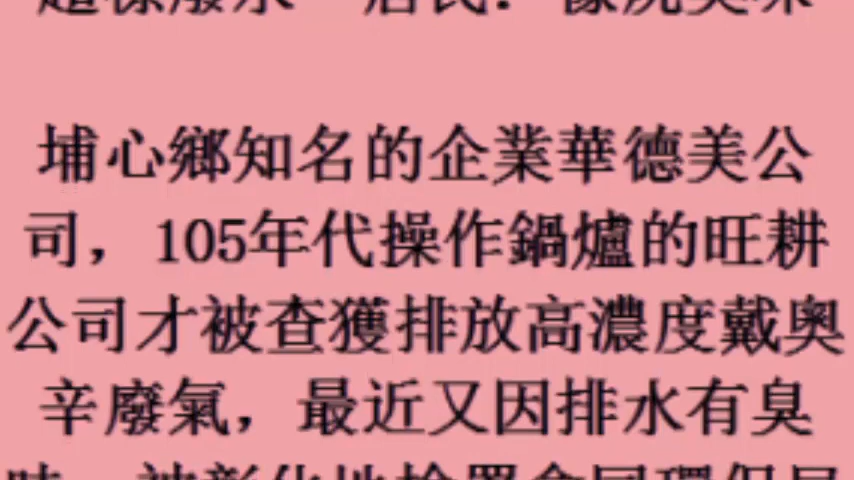 埔心鄉知名的企業華德美公
司，105年代操作鍋爐的旺耕
公司才被查獲排放高濃度戴奧
辛廢氣，最近又因排水有臭